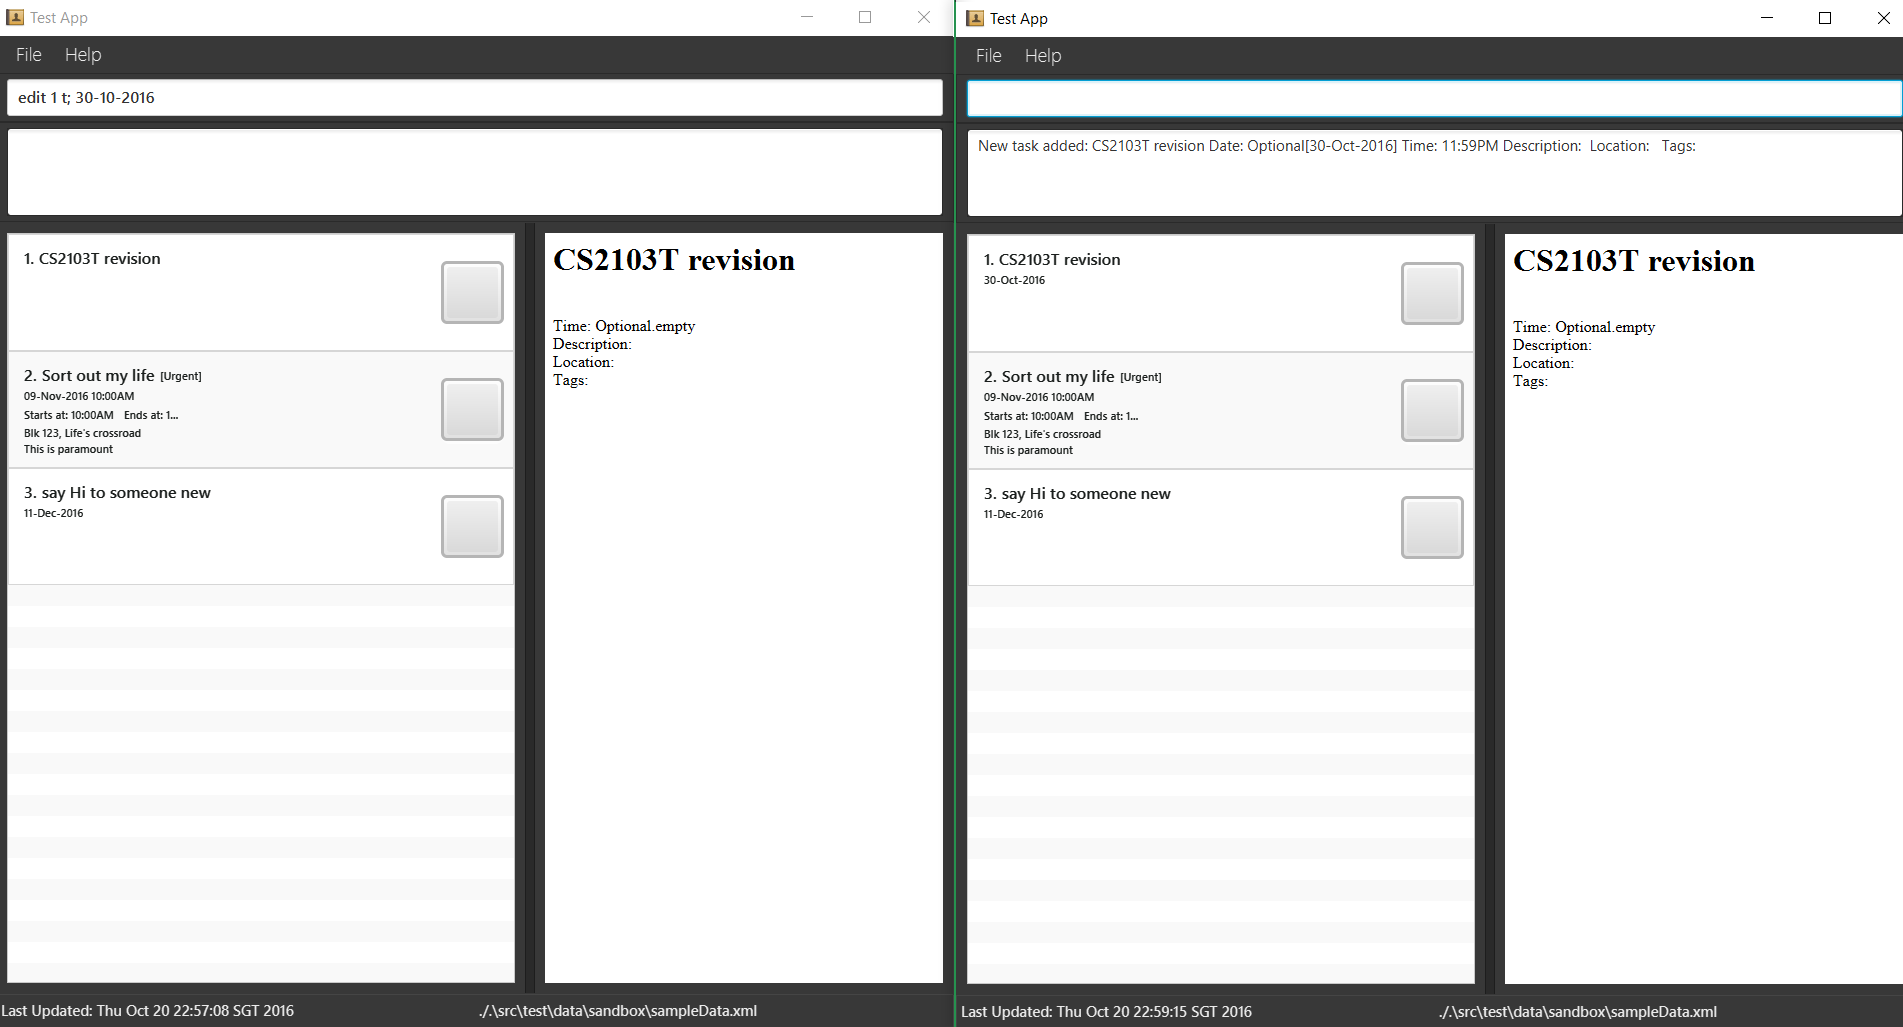 Test App
File Help
edit 1 t; 30-10-2016
1. CS2103T revision
2. Sort out my life [Urgent]
09-Nov-2016 10:00AM
Starts at: 10:00AM Ends at: 1...
Blk 123, Life's crossroad
This is paramount
3. say Hi to someone new
11-Dec-2016
CS2103T revision
Time: Optional.empty
Description:
Location:
Tags:
Last Updated: Thu Oct 20 22:57:08 SGT 2016
./.\src\test\data\sandbox\sampleData.xml
Test App
File Help
New task added: CS2103T revision Date: Optional[30-Oct-2016] Time: 11:59PM Description: Location: Tags:
1. CS2103T revision
30-Oct-2016
2. Sort out my life [Urgent]
09-Nov-2016 10:00AM
Starts at: 10:00AM Ends at: 1...
Blk 123, Life's crossroad
This is paramount
3. say Hi to someone new
11-Dec-2016
CS2103T revision
Time: Optional.empty
Description:
Location:
Tags:
Last Updated: Thu Oct 20 22:59:15 SGT 2016
./.\src\test\data\sandbox\sampleData.xml